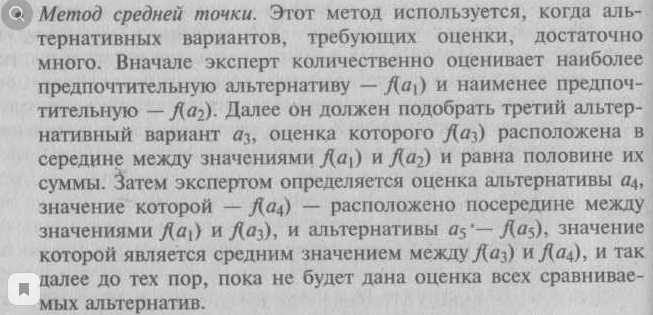 Метод средней точки. Этот метод используется, когда аль-
тернативных вариантов, требующих оценки, достаточно
много. Вначале эксперт количественно оценивает наиболее
предпочтительную альтернативу — f(a₁) и наименее предпоч-
тительную — f(a₂). Далее он должен подобрать третий альтер-
нативный вариант a₃, оценка которого f(a₃) расположена в
середине между значениями f(a₁) и f(a₂) и равна половине их
суммы. Затем экспертом определяется оценка альтернативы a₄,
значение которой — f(a₄) — расположено посередине между
значениями f(a₁) и f(a₃), и альтернативы a₅ — f(a₅), значение
которой является средним значением между f(a₃) и f(a₄), и так
далее до тех пор, пока не будет дана оценка всех сравнивае-
мых альтернатив.